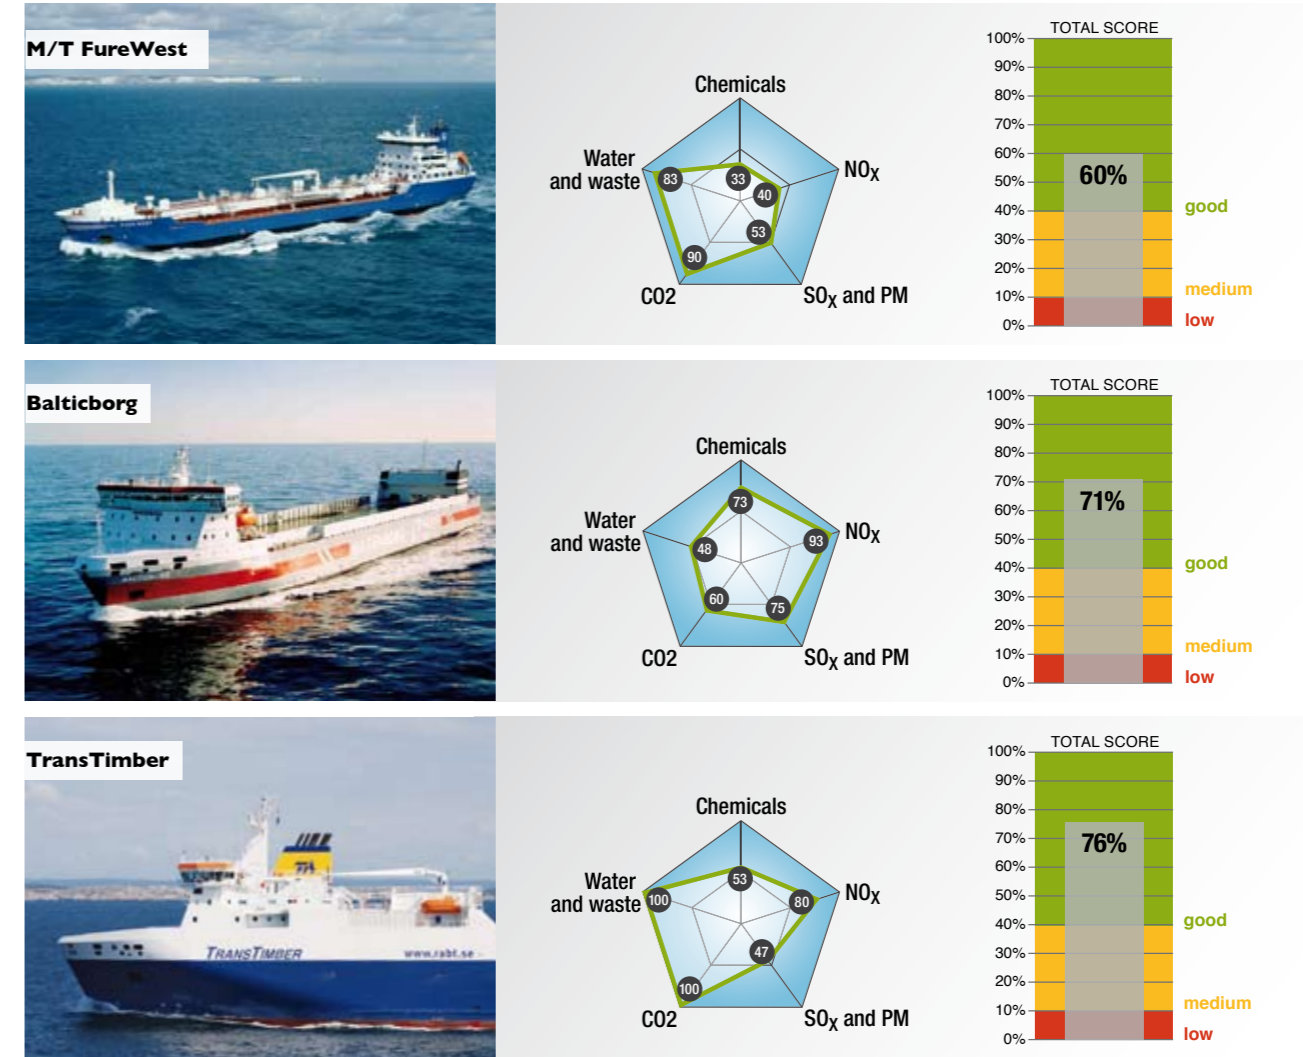 M/T FureWest
Chemicals
Water
and waste
NOX
83
33
40
53
90
CO2
SOX and PM
TOTAL SCORE
100%
90%
80%
70%
60%
50%
40%
30%
20%
10%
0%
60%
good
medium
low
Balticborg
Chemicals
Water
and waste
NOX
73
93
48
60
75
CO2
SOX and PM
TOTAL SCORE
100%
90%
80%
70%
60%
50%
40%
30%
20%
10%
0%
71%
good
medium
low
TransTimber
TRANSTIMBER
www.rabt.se
Chemicals
Water
and waste
NOX
53
100
80
47
100
CO2
SOX and PM
TOTAL SCORE
100%
90%
80%
70%
60%
50%
40%
30%
20%
10%
0%
76%
good
medium
low